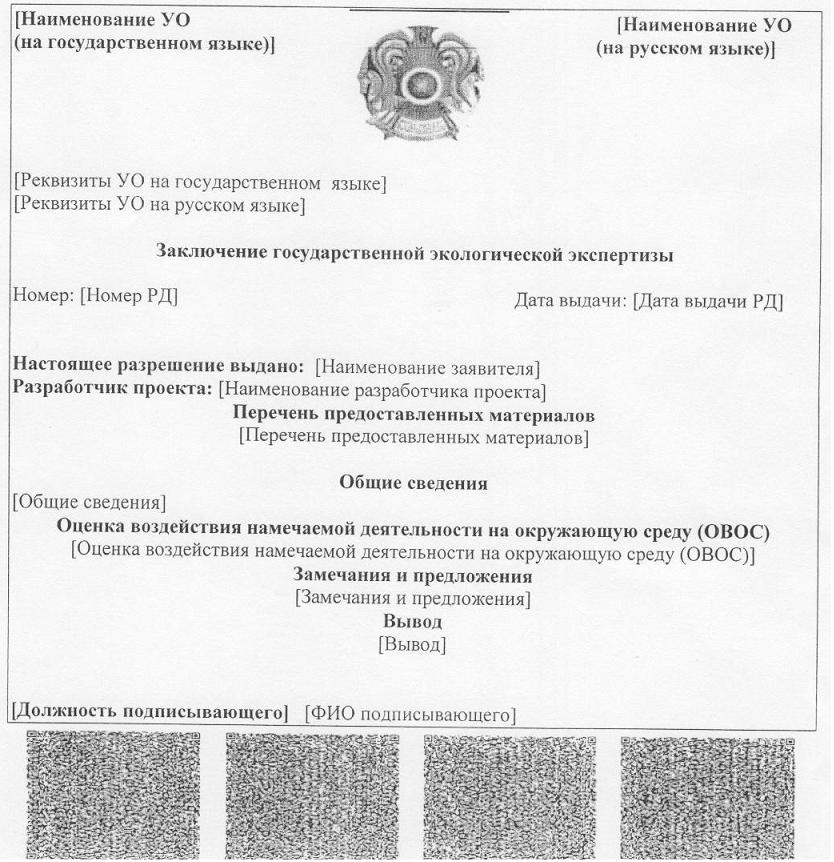 [Наименование УО
(на государственном языке)]
[Наименование УО
(на русском языке)]
[Реквизиты УО на государственном языке]
[Реквизиты УО на русском языке]
Заключение государственной экологической экспертизы
Номер: [Номер РД]
Дата выдачи: [Дата выдачи РД]
Настоящее разрешение выдано: [Наименование заявителя]
Разработчик проекта: [Наименование разработчика проекта]
Перечень предоставленных материалов
[Перечень предоставленных материалов]
Общие сведения
[Общие сведения]
Оценка воздействия намечаемой деятельности на окружающую среду (ОВОС)
[Оценка воздействия намечаемой деятельности на окружающую среду (ОВОС)]
Замечания и предложения
[Замечания и предложения]
Вывод
[Вывод]
[Должность подписывающего] [ФИО подписывающего]